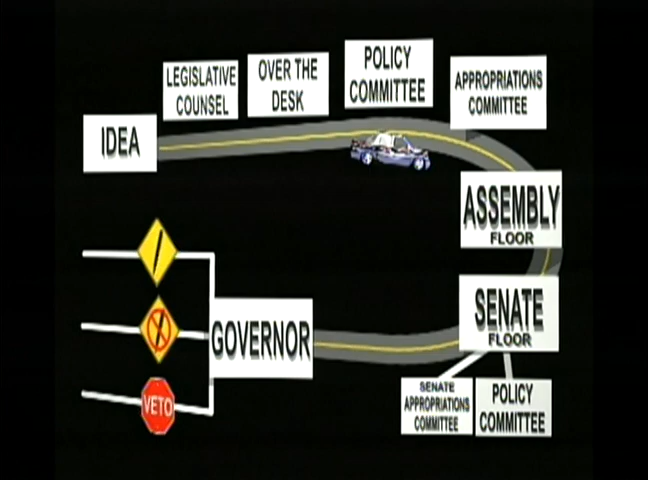 IDEA
LEGISLATIVE
COUNSEL
OVER THE
DESK
POLICY
COMMITTEE
APPROPRIATIONS
COMMITTEE
ASSEMBLY
FLOOR
SENATE
FLOOR
SENATE
APPROPRIATIONS
COMMITTEE
POLICY
COMMITTEE
GOVERNOR
VETO